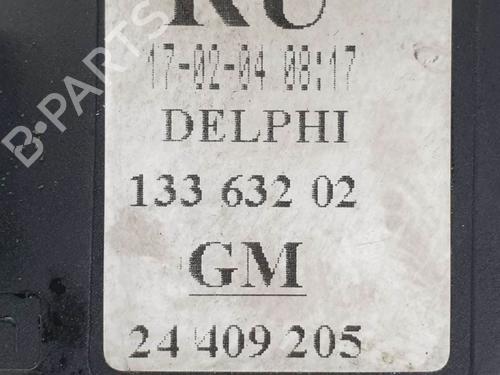 KU
17-02-04 08:17
DELPHI
133 632 02
GM
24 409 205
B-PARTS